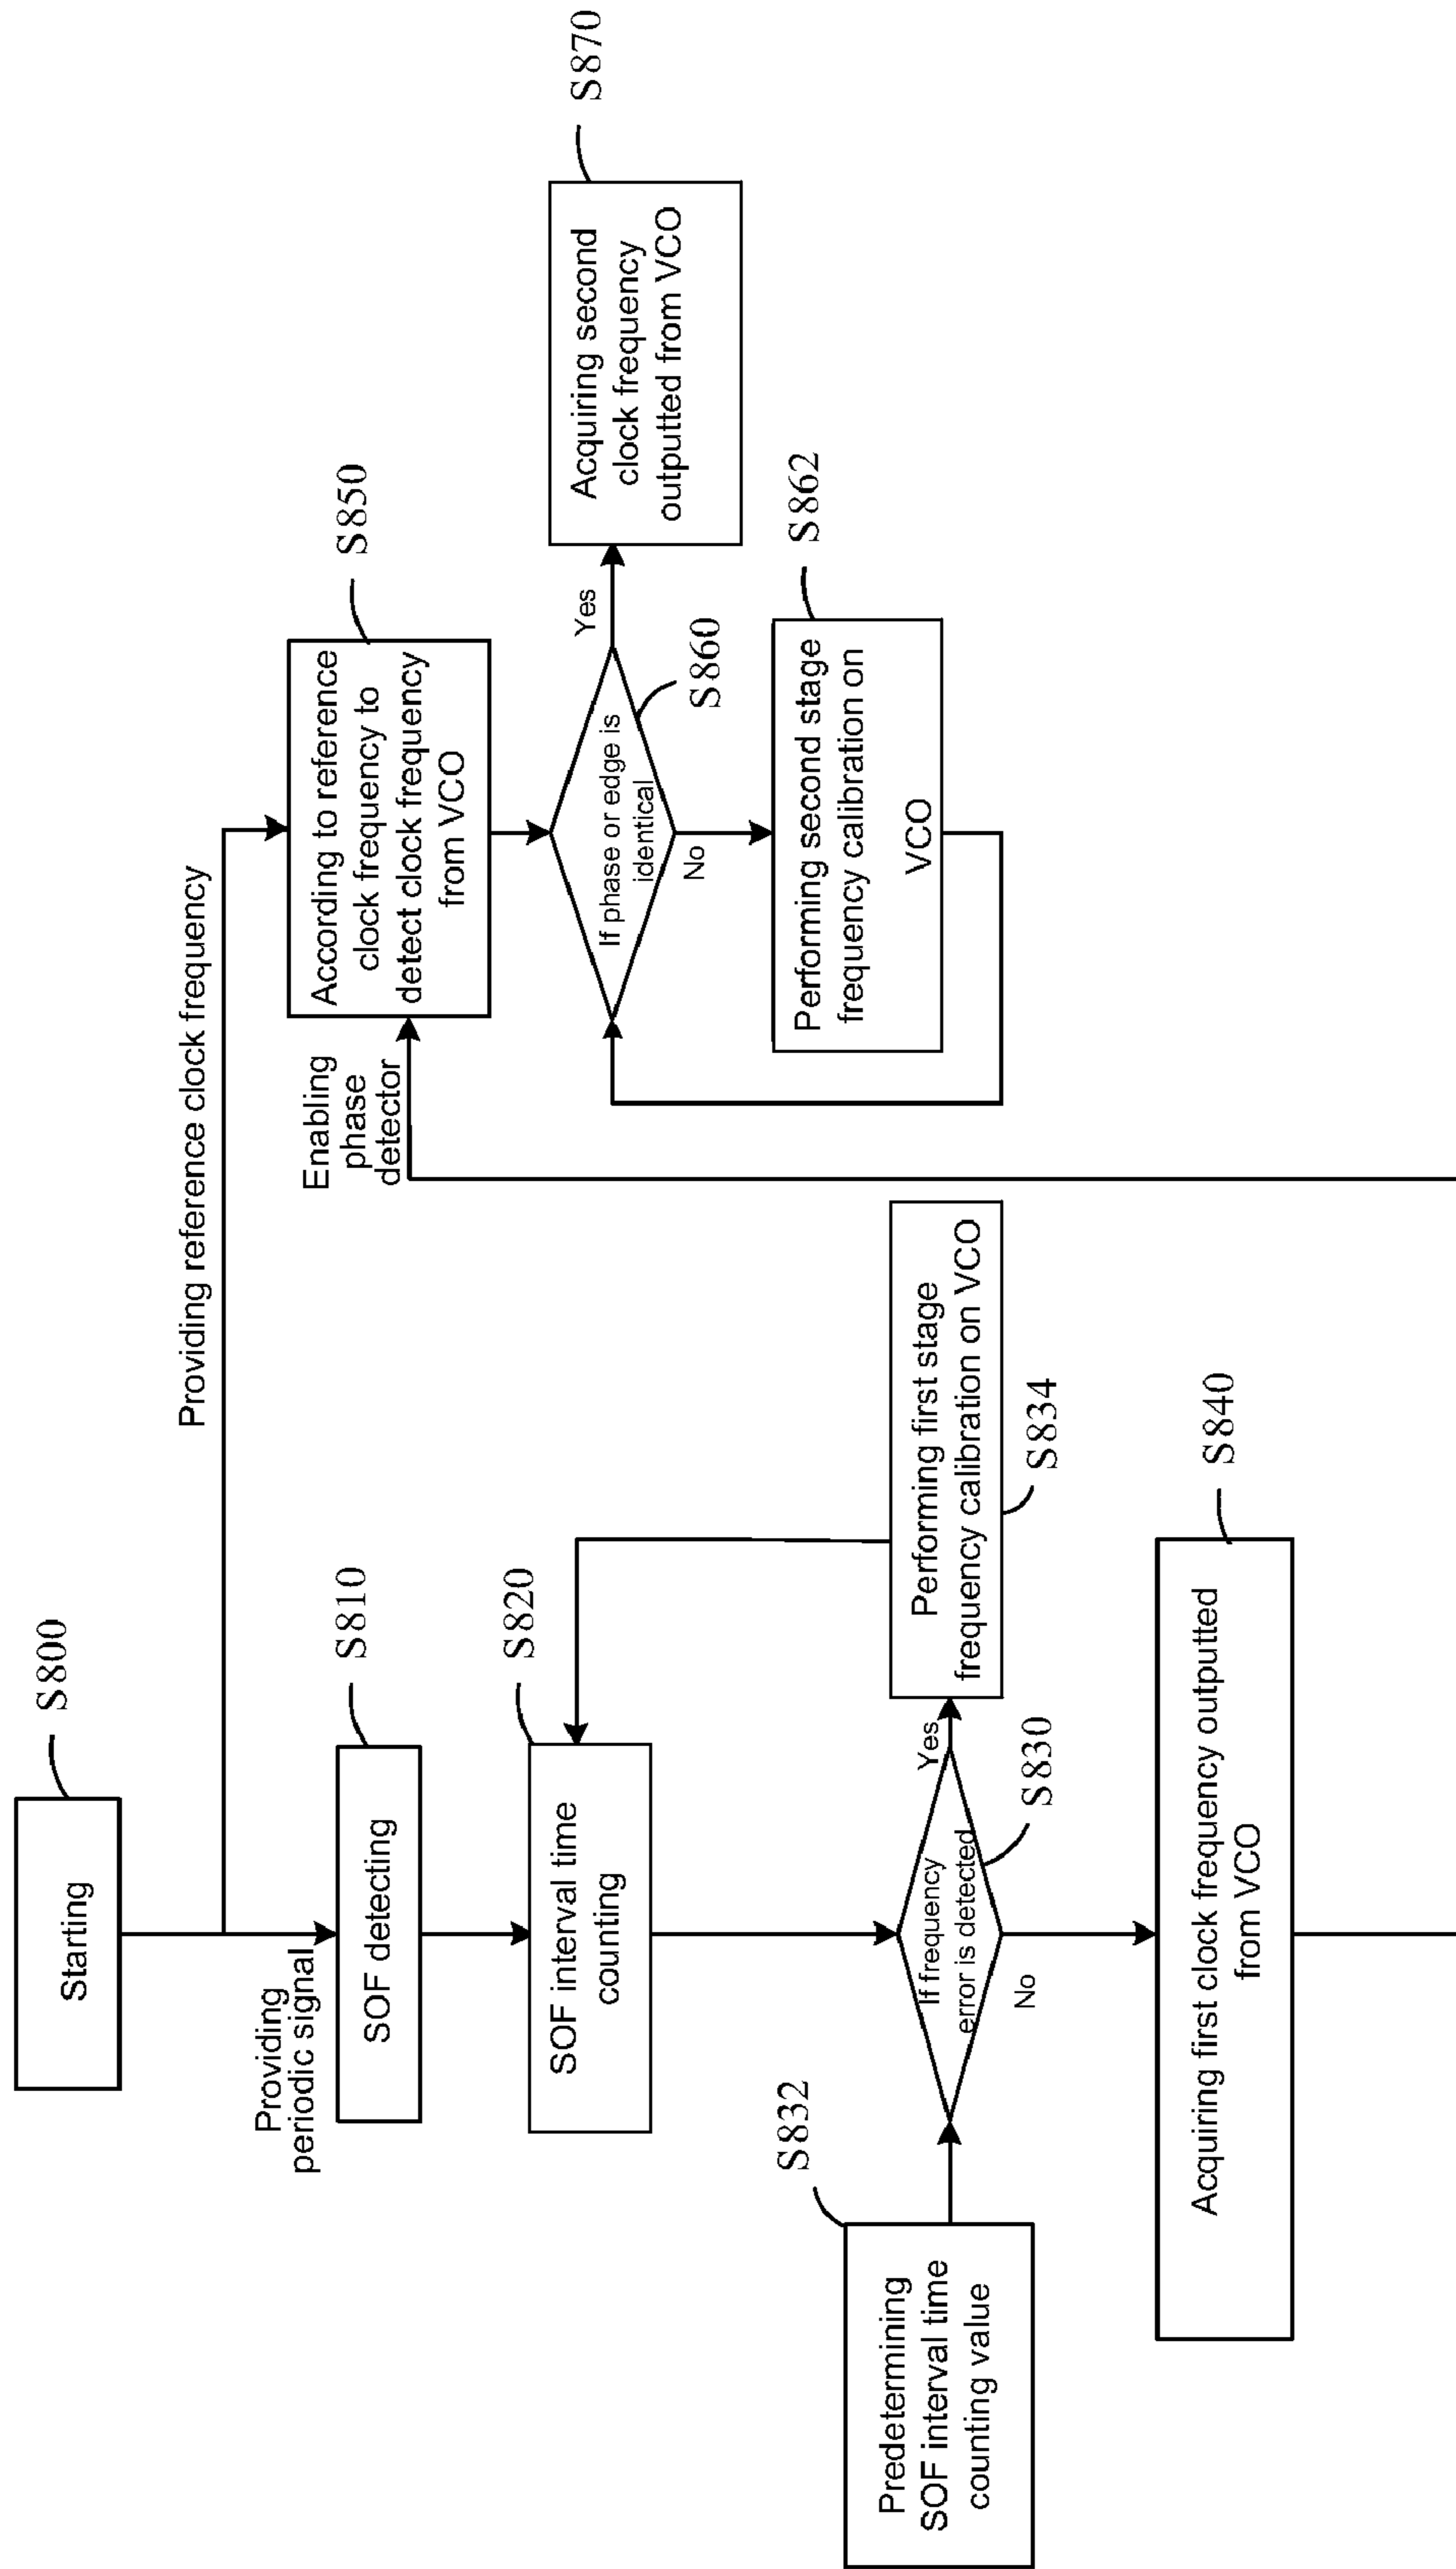 Starting
S800
Providing
periodic signal
SOF detecting
S810
SOF interval time
counting
S820
Predetermining
SOF interval time
counting value
S832
If frequency
error is detected
S830
Yes
No
Performing first stage
frequency calibration on VCO
S834
Acquiring first clock frequency outputted
from VCO
S840
Providing reference clock frequency
Enabling
phase
detector
According to reference
clock frequency to
detect clock frequency
from VCO
S850
If phase or edge is
identical
S860
Yes
No
Performing second stage
frequency calibration on
VCO
S862
Acquiring second
clock frequency
outputted from VCO
S870